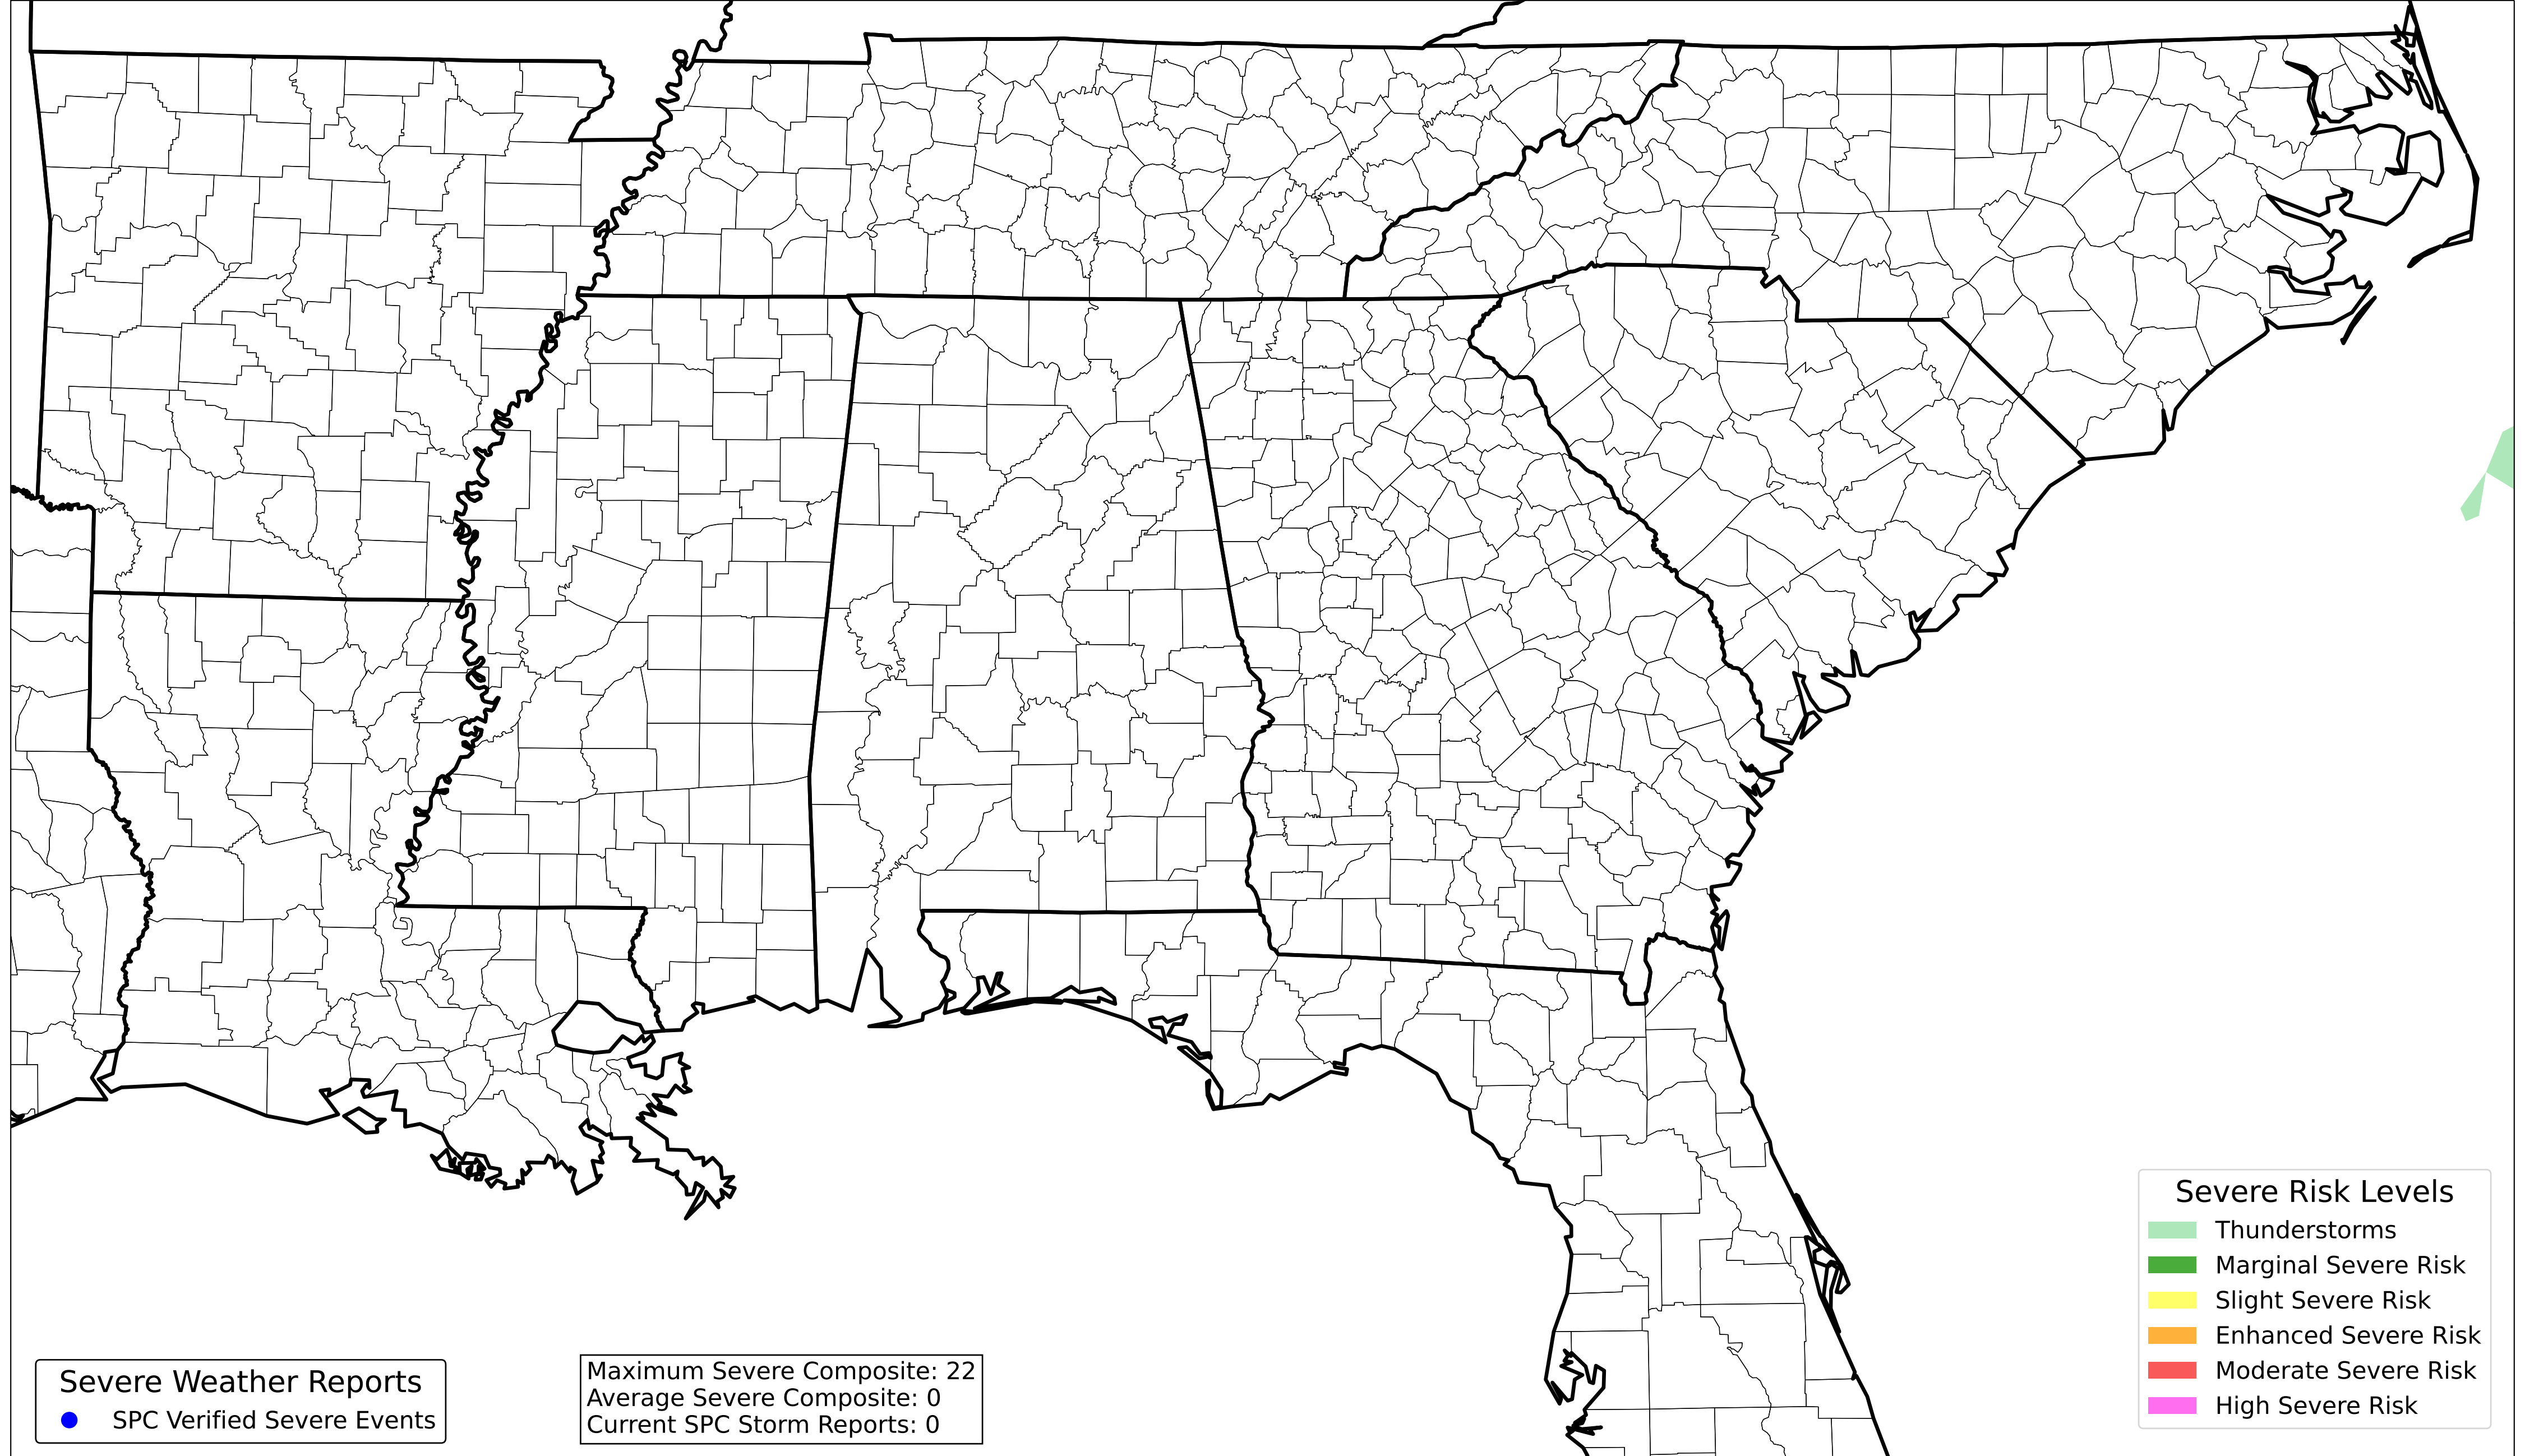 Severe Weather Reports
SPC Verified Severe Events
Maximum Severe Composite: 22
Average Severe Composite: 0
Current SPC Storm Reports: 0
Severe Risk Levels
Thunderstorms
Marginal Severe Risk
Slight Severe Risk
Enhanced Severe Risk
Moderate Severe Risk
High Severe Risk